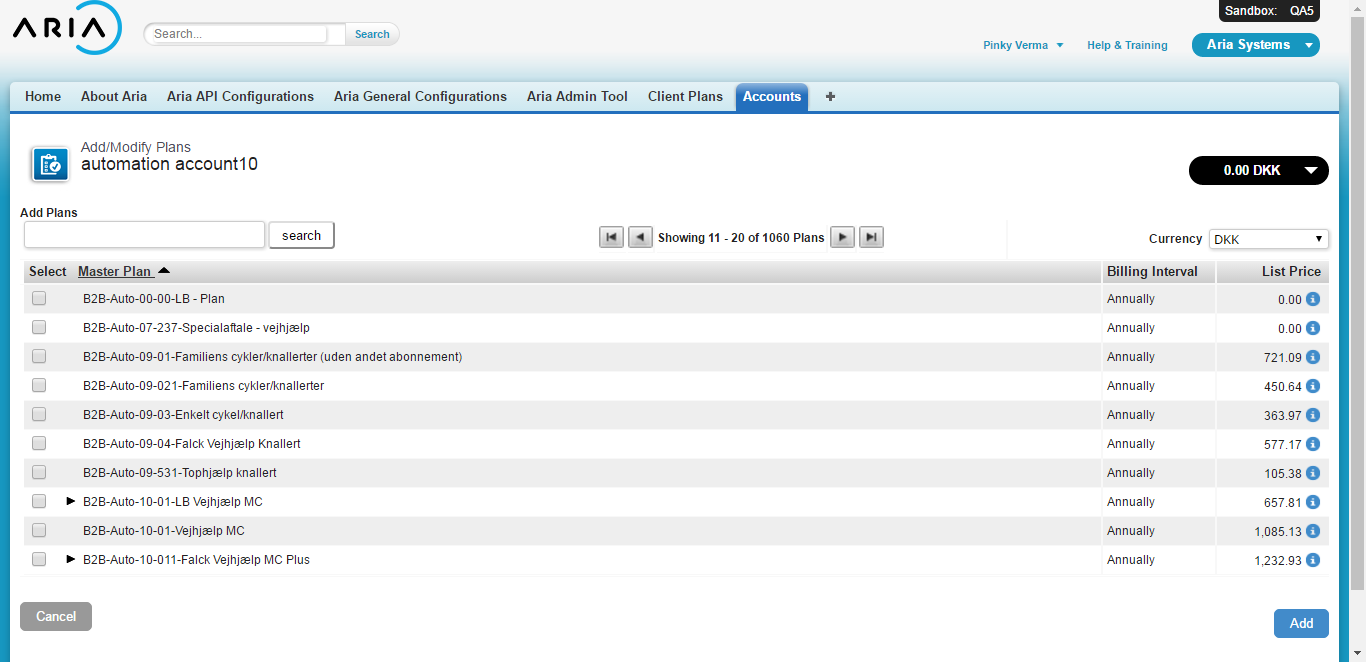 Sandbox: QA5
ARIA
Search... Search
Pinky Verma Help & Training Aria Systems
Home About Aria Aria API Configurations Aria General Configurations Aria Admin Tool Client Plans Accounts
Add/Modify Plans
automation account10
0.00 DKK
Add Plans
search Showing 11 - 20 of 1060 Plans Currency DKK
Select Master Plan Billing Interval List Price
B2B-Auto-00-00-LB - Plan Annually 0.00
B2B-Auto-07-237-Specialaftale - vejhjælp Annually 0.00
B2B-Auto-09-01-Familiens cykler/knallerter (uden andet abonnement) Annually 721.09
B2B-Auto-09-021-Familiens cykler/knallerter Annually 450.64
B2B-Auto-09-03-Enkelt cykel/knallert Annually 363.97
B2B-Auto-09-04-Falck Vejhjælp Knallert Annually 577.17
B2B-Auto-09-531-Tophjælp knallert Annually 105.38
B2B-Auto-10-01-LB Vejhjælp MC Annually 657.81
B2B-Auto-10-01-Vejhjælp MC Annually 1,085.13
B2B-Auto-10-011-Falck Vejhjælp MC Plus Annually 1,232.93
Cancel Add